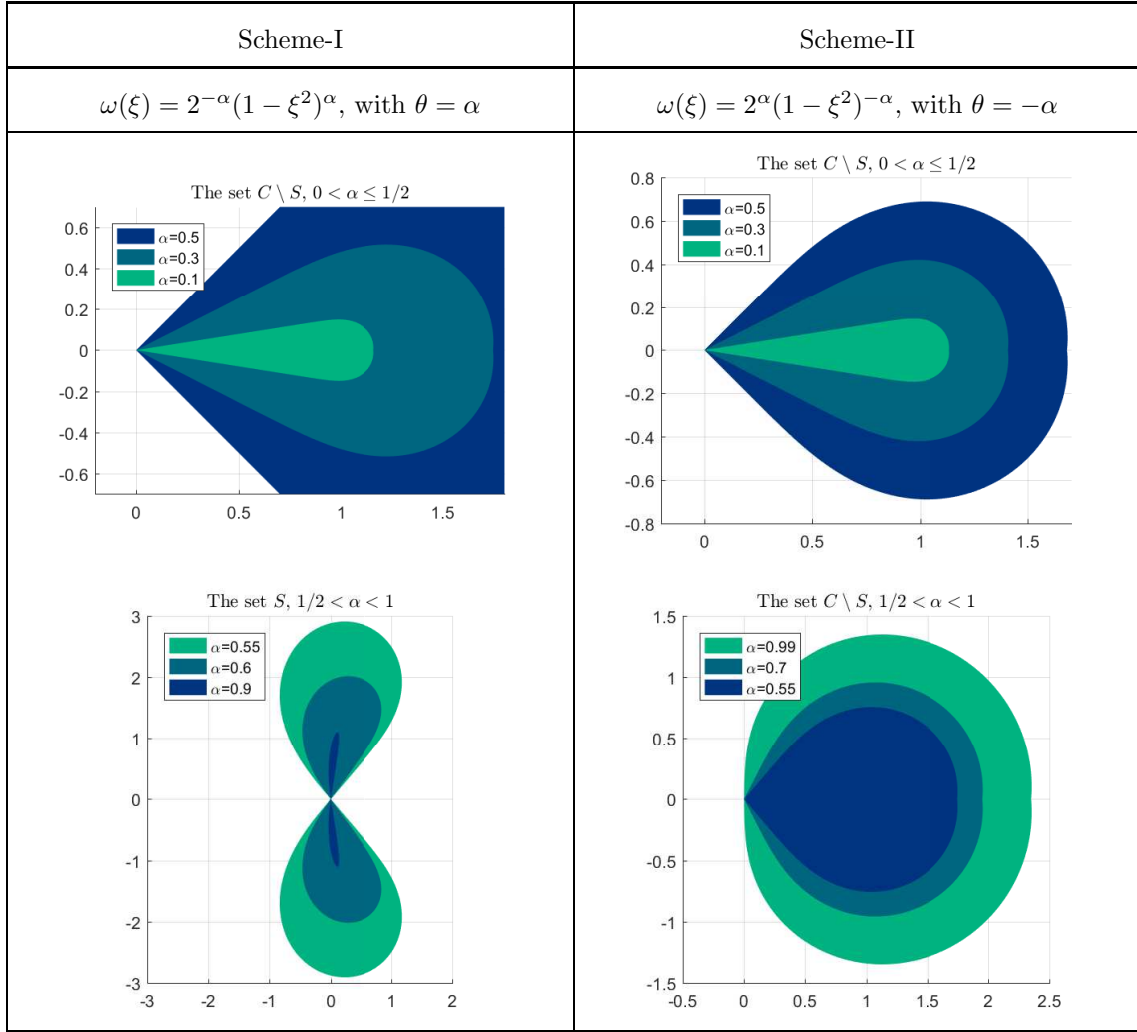 Scheme-I
Scheme-II
ω(ξ) = 2^{-α}(1 − ξ^2)^α, with θ = α
ω(ξ) = 2^α(1 − ξ^2)^{-α}, with θ = −α
The set C \ S, 0 < α ≤ 1/2
α=0.5
α=0.3
α=0.1
0.6
0.4
0.2
0
-0.2
-0.4
-0.6
0
0.5
1
1.5
The set C \ S, 0 < α ≤ 1/2
α=0.5
α=0.3
α=0.1
0.8
0.6
0.4
0.2
0
-0.2
-0.4
-0.6
-0.8
0
0.5
1
1.5
The set S, 1/2 < α < 1
α=0.55
α=0.6
α=0.9
3
2
1
0
-1
-2
-3
-3
-2
-1
0
1
2
The set C \ S, 1/2 < α < 1
α=0.99
α=0.7
α=0.55
1.5
1
0.5
0
-0.5
-1
-1.5
-0.5
0
0.5
1
1.5
2
2.5